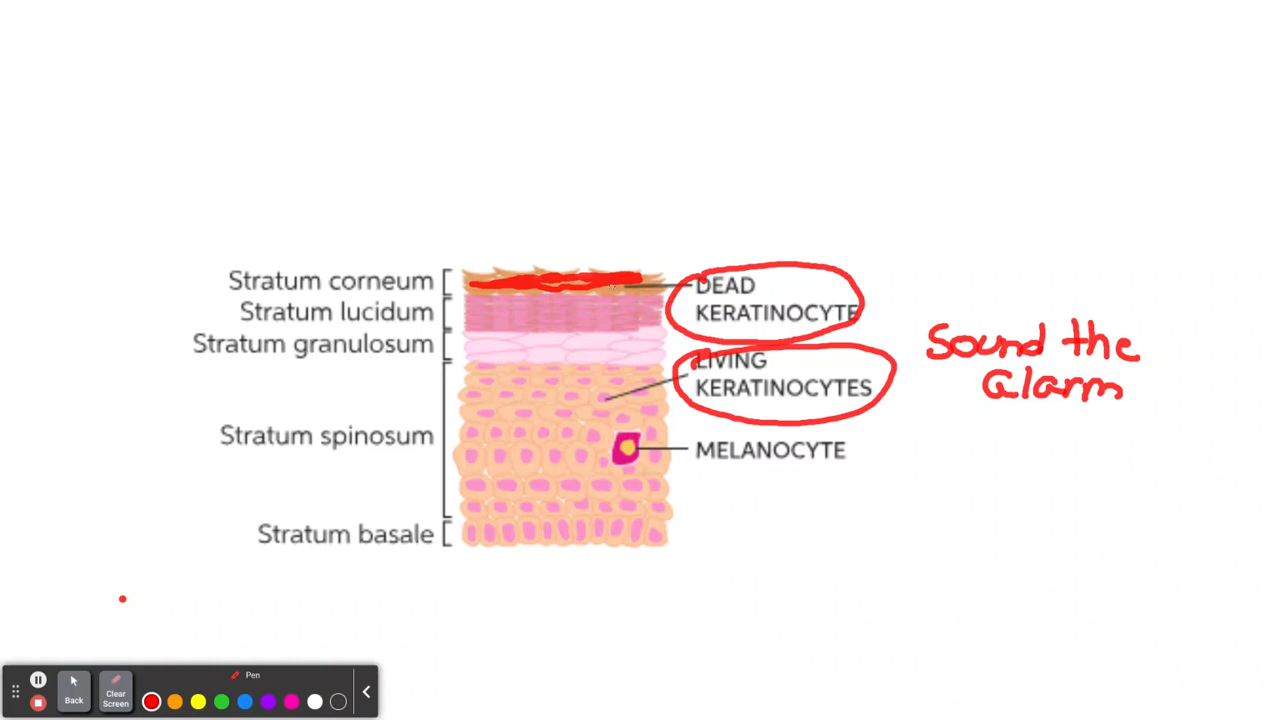 Stratum corneum
Stratum lucidum
Stratum granulosum
Stratum spinosum
Stratum basale
DEAD
KERATINOCYTE
LIVING
KERATINOCYTES
MELANOCYTE
Sound the
alarm
Pen
Back
Clear
Screen